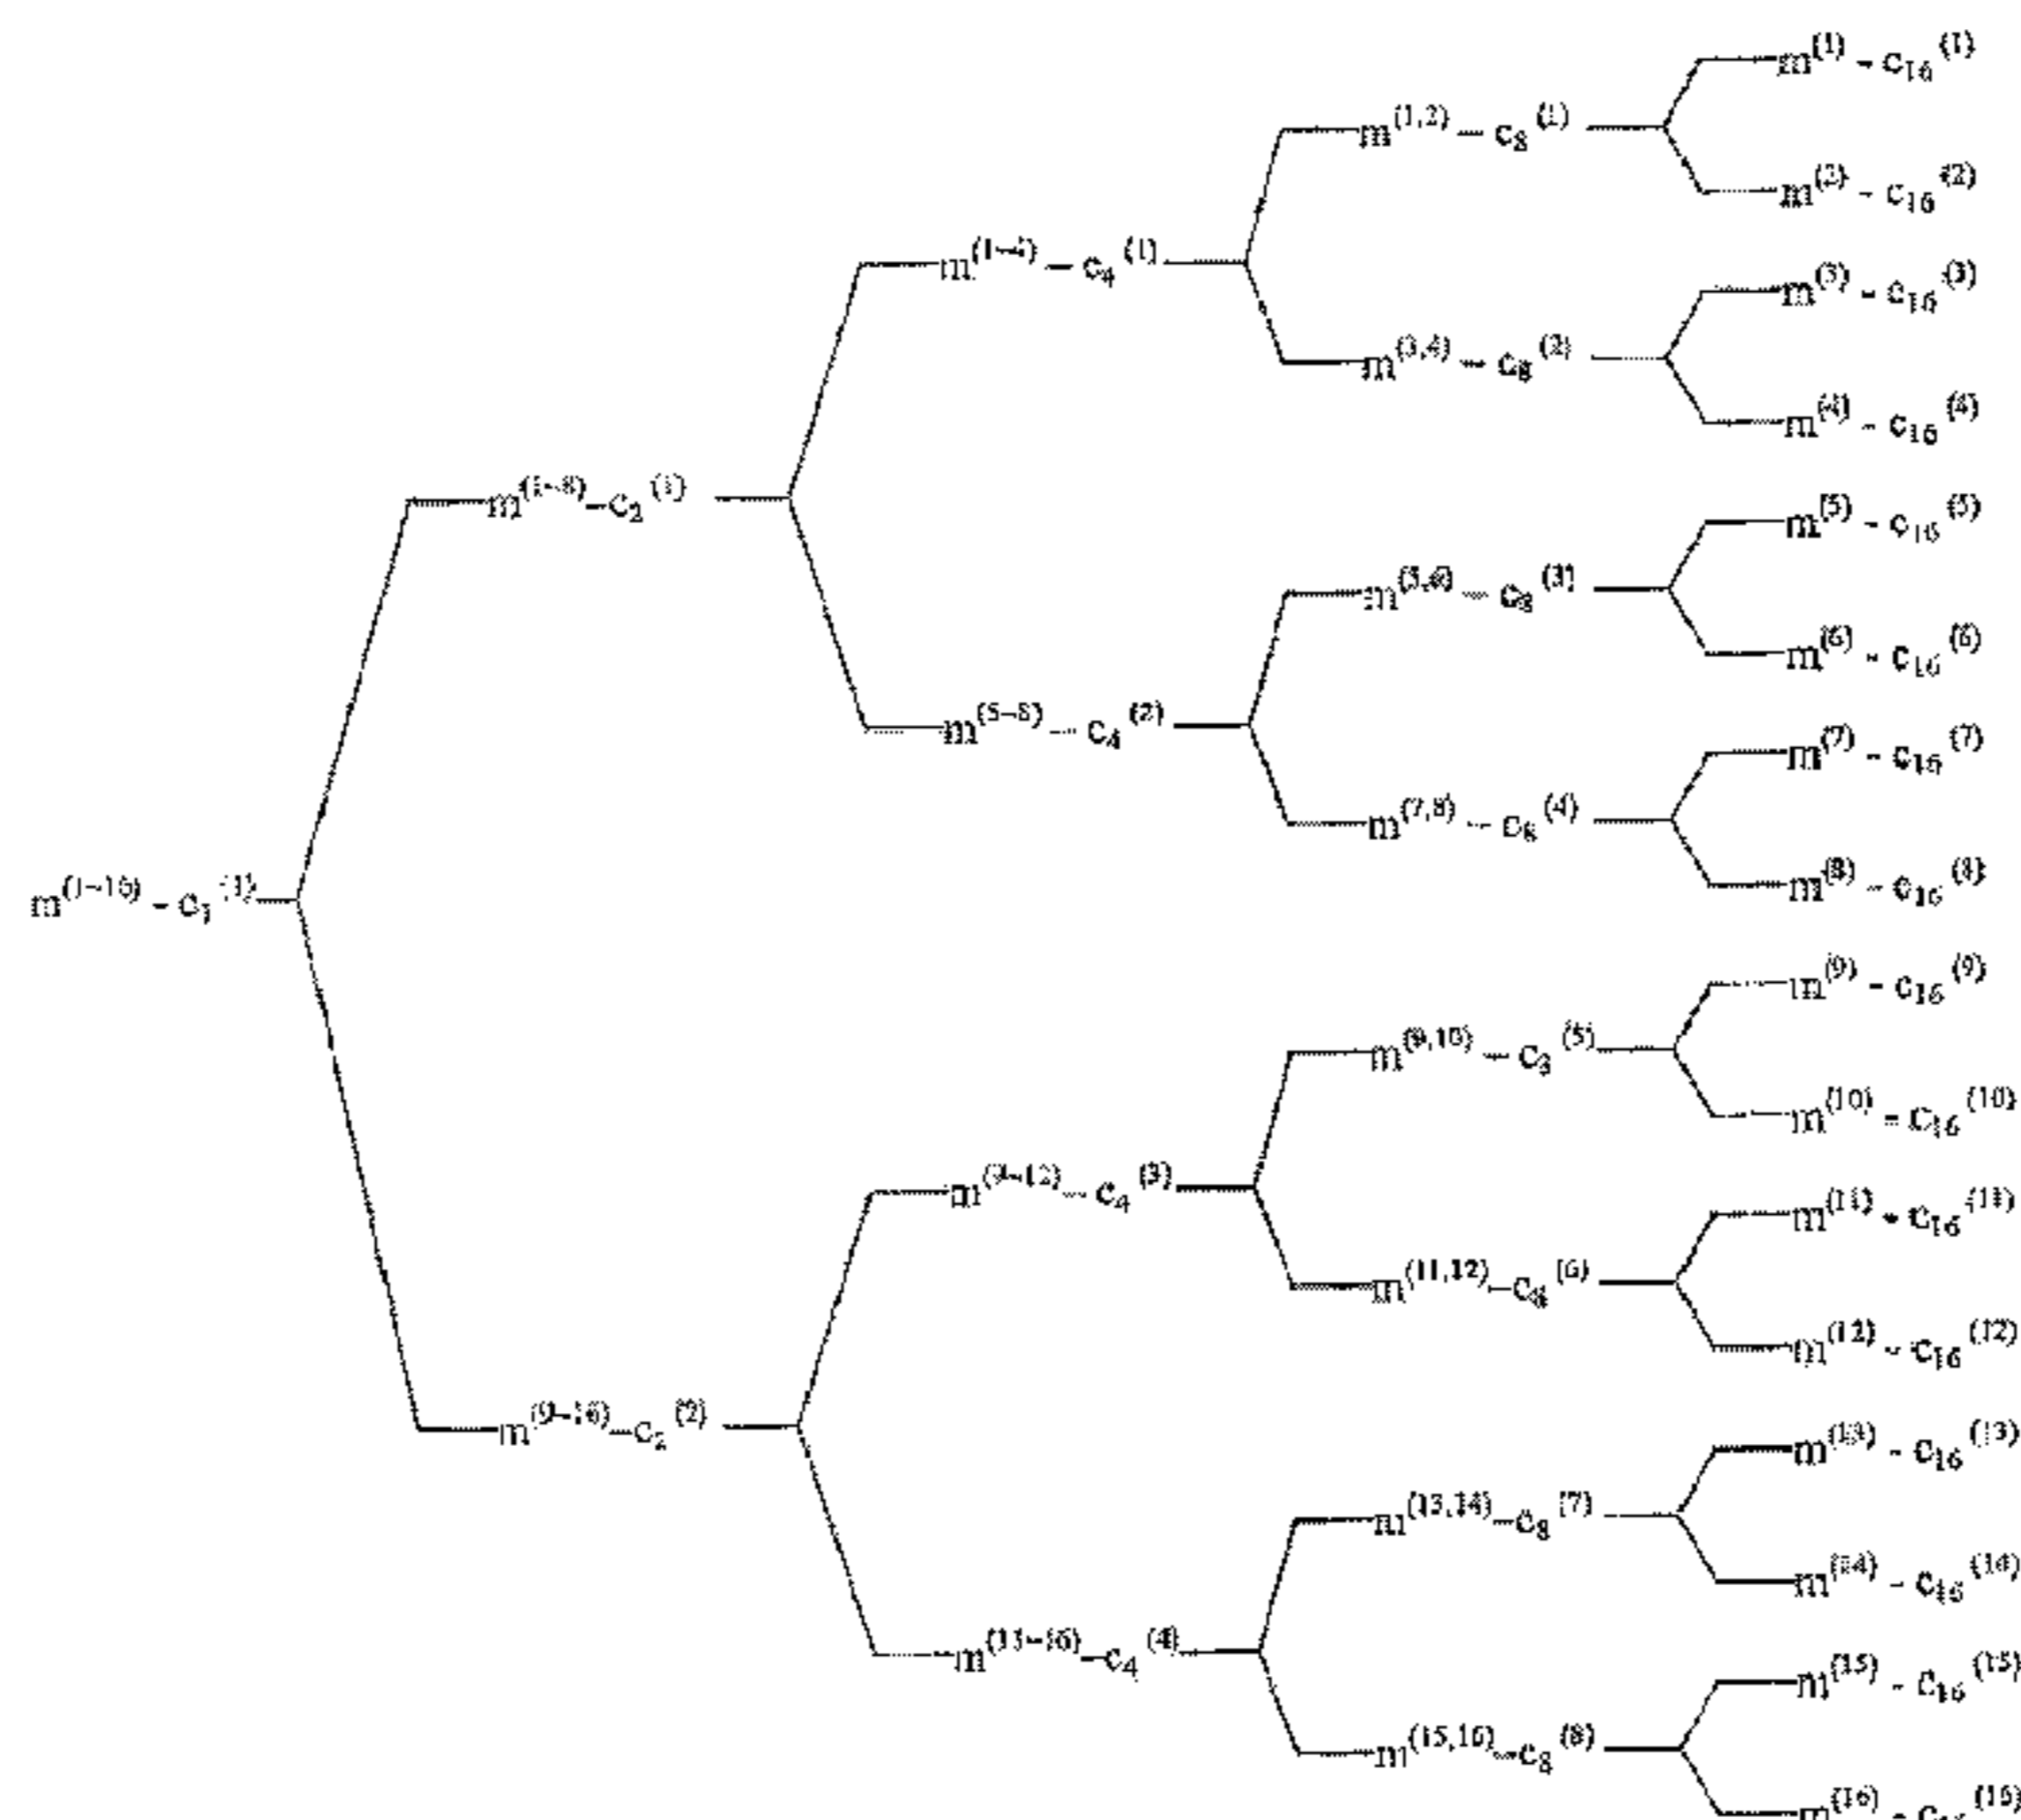 m^(1~16) - c_1^(1)
m^(1~8) - c_2^(1)
m^(9~16) - c_2^(2)
m^(1~4) - c_4^(1)
m^(5~8) - c_4^(2)
m^(9~12) - c_4^(3)
m^(13~16) - c_4^(4)
m^(1,2) - c_8^(1)
m^(3,4) - c_8^(2)
m^(5,6) - c_8^(3)
m^(7,8) - c_8^(4)
m^(9,10) - c_8^(5)
m^(11,12) - c_8^(6)
m^(13,14) - c_8^(7)
m^(15,16) - c_8^(8)
m^(1) - c_16^(1)
m^(2) - c_16^(2)
m^(3) - c_16^(3)
m^(4) - c_16^(4)
m^(5) - c_16^(5)
m^(6) - c_16^(6)
m^(7) - c_16^(7)
m^(8) - c_16^(8)
m^(9) - c_16^(9)
m^(10) - c_16^(10)
m^(11) - c_16^(11)
m^(12) - c_16^(12)
m^(13) - c_16^(13)
m^(14) - c_16^(14)
m^(15) - c_16^(15)
m^(16) - c_16^(16)